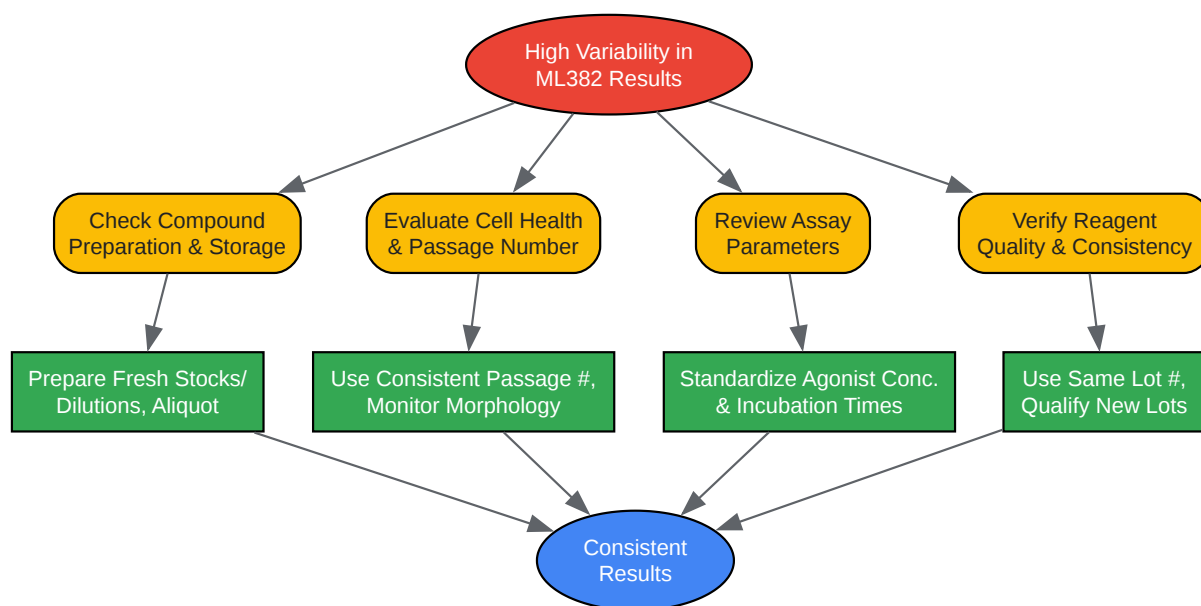 High Variability in
ML382 Results
Check Compound
Preparation & Storage
Evaluate Cell Health
& Passage Number
Review Assay
Parameters
Verify Reagent
Quality & Consistency
Prepare Fresh Stocks/
Dilutions, Aliquot
Use Consistent Passage #,
Monitor Morphology
Standardize Agonist Conc.
& Incubation Times
Use Same Lot #,
Qualify New Lots
Consistent
Results